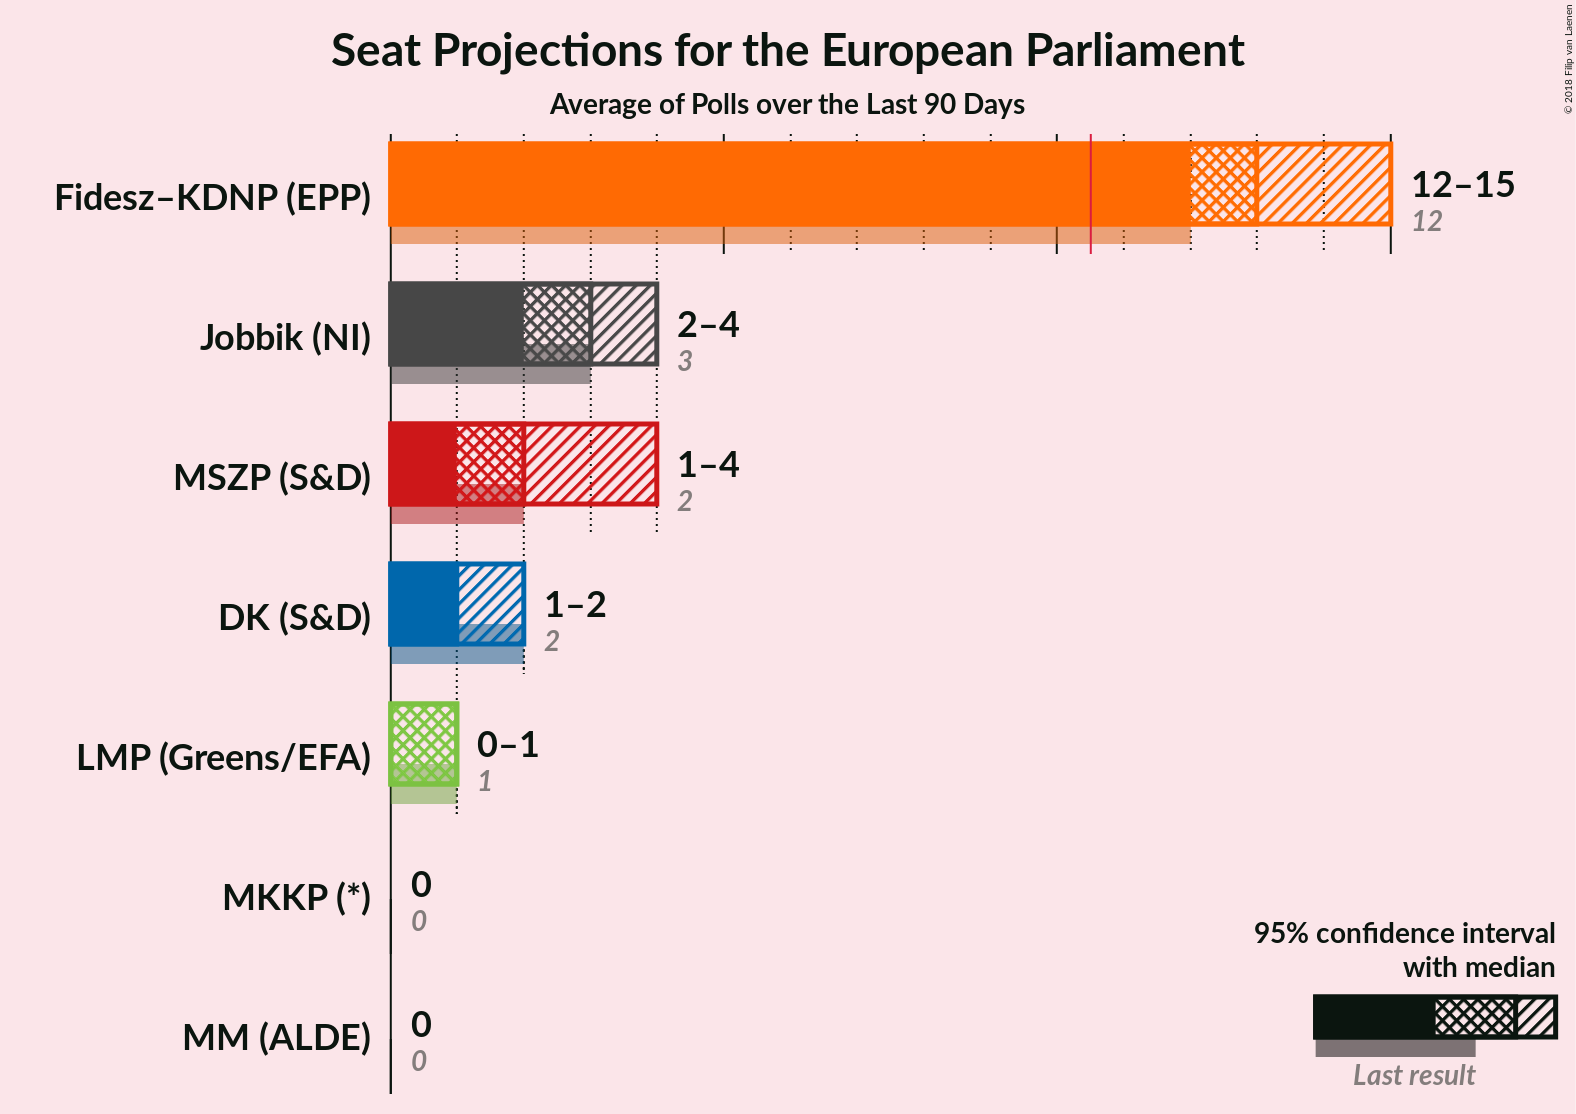 Seat Projections for the European Parliament
Average of Polls over the Last 90 Days
© 2018 Filip van Laenen
Fidesz–KDNP (EPP)
12–15
12
Jobbik (NI)
2–4
3
MSZP (S&D)
1–4
2
DK (S&D)
1–2
2
LMP (Greens/EFA)
0–1
1
MKKP (*)
0
0
MM (ALDE)
0
0
95% confidence interval
with median
Last result